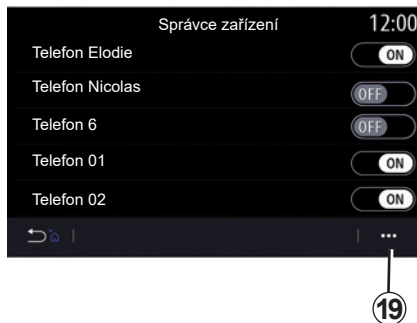 Správce zařízení 12:00
Telefon Elodie ON
Telefon Nicolas OFF
Telefon 6 OFF
Telefon 01 ON
Telefon 02 ON
19